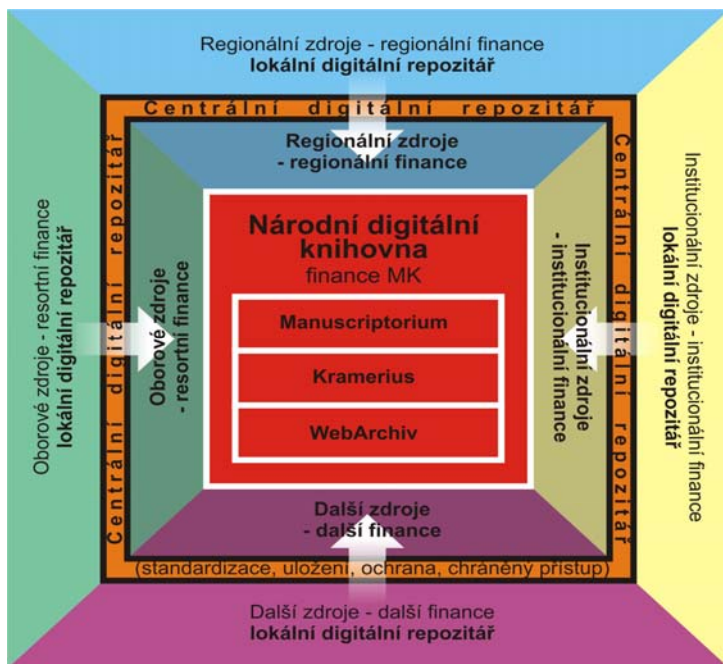 Regionální zdroje - regionální finance
lokální digitální repozitář
Centrální digitální repozitář
Regionální zdroje
- regionální finance
Oborové zdroje - resortní finance
lokální digitální repozitář
Centrální digitální repozitář
Oborové zdroje
- resortní finance
Národní digitální
knihovna
finance MK
Manuscriptorium
Kramerius
WebArchiv
Institucionální zdroje
- institucionální finance
Centrální digitální repozitář
Institucionální zdroje - institucionální finance
lokální digitální repozitář
Další zdroje
- další finance
(standardizace, uložení, ochrana, chráněný přístup)
Další zdroje - další finance
lokální digitální repozitář